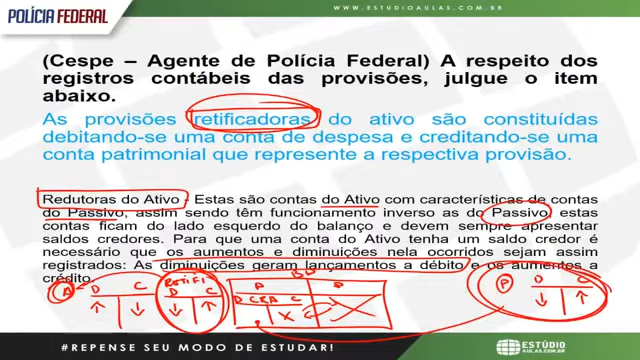 POLÍCIA FEDERAL
WWW.ESTUDIOAULAS.COM.BR
(Cespe – Agente de Polícia Federal) A respeito dos
registros contábeis das provisões, julgue o item
abaixo.
As provisões retificadoras do ativo são constituídas
debitando-se uma conta de despesa e creditando-se uma
conta patrimonial que represente a respectiva provisão.
Redutoras do Ativo - Estas são contas do Ativo com características de contas
do Passivo, assim sendo têm funcionamento inverso as do Passivo, estas
contas ficam do lado esquerdo do balanço e devem sempre apresentar
saldos credores. Para que uma conta do Ativo tenha um saldo credor é
necessário que os aumentos e diminuições nela ocorridos sejam assim
registrados: As diminuições geram lançamentos a débito e os aumentos a
crédito.
A D C Retifi D C BP A P D C P D C
#REPENSE SEU MODO DE ESTUDAR!
ESTÚDIO
AULAS.COM.BR